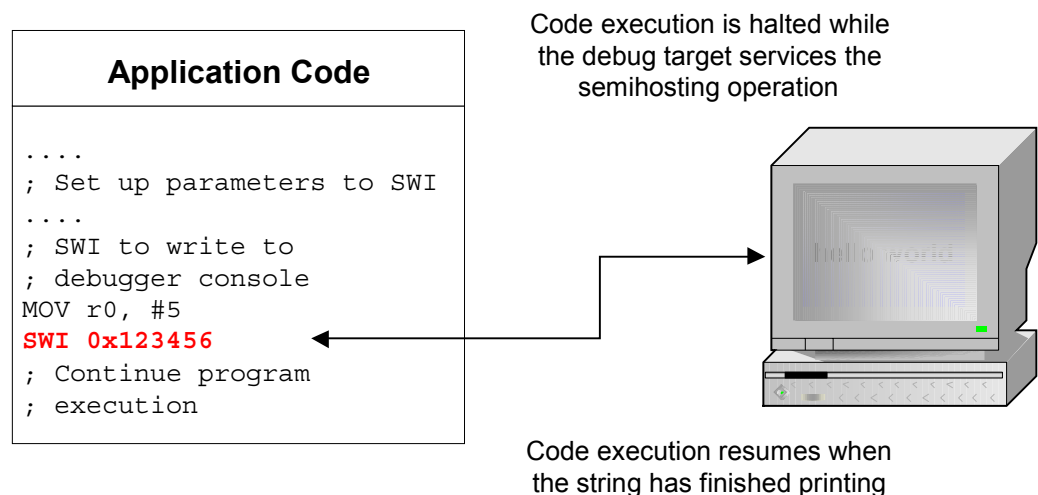 Application Code
....
; Set up parameters to SWI
....
; SWI to write to
; debugger console
MOV r0, #5
SWI 0x123456
; Continue program
; execution
Code execution is halted while
the debug target services the
semihosting operation
hello world
Code execution resumes when
the string has finished printing